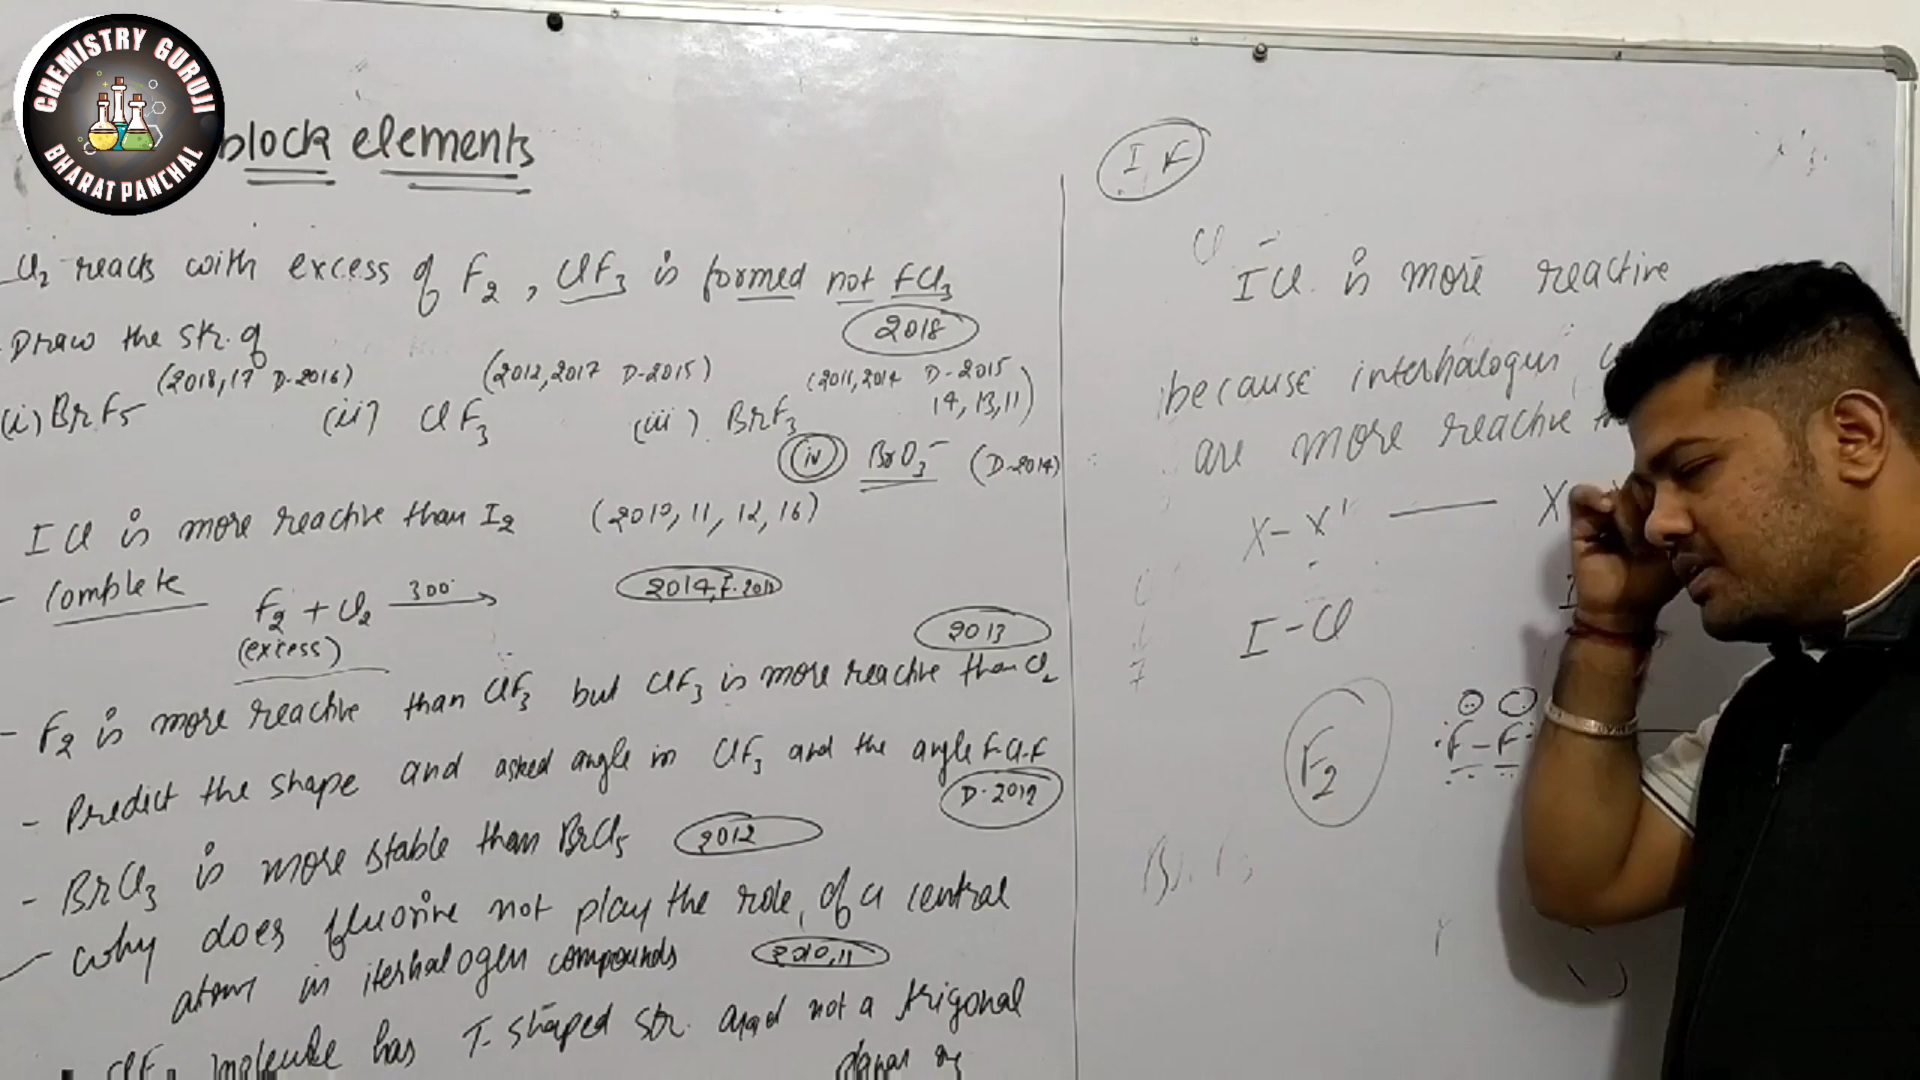 CHEMISTRY GURUJI
BHARAT PANCHAL
block elements
Cl2 reacts with excess of F2, ClF3 is formed not FCl3
2018
Draw the str. of
(2018,17 D-2016) (2012,2017 D-2015) (2011,2014 D-2015
14,13,11)
(i) BrF5 (ii) ClF3 (iii) BrF3
(iv) BrO3- (D-2014)
ICl is more reactive than I2 (2010,11,12,16)
- Complete F2 + Cl2 300° →
(excess)
2013
- F2 is more reactive than ClF3 but ClF3 is more reactive than Cl2
- Predict the shape and asked angle in ClF3 and the angle F-Cl-F
D-2012
- BrCl3 is more stable than BrCl5 2012
why does fluorine not play the role of a central
atom in iterhalogen compounds 2010,11
molecule has T-shaped str. and not a trigonal
I F
ICl is more reactive
because interhalogen
are more reactive
X-X' X
I-Cl
F2
F-F